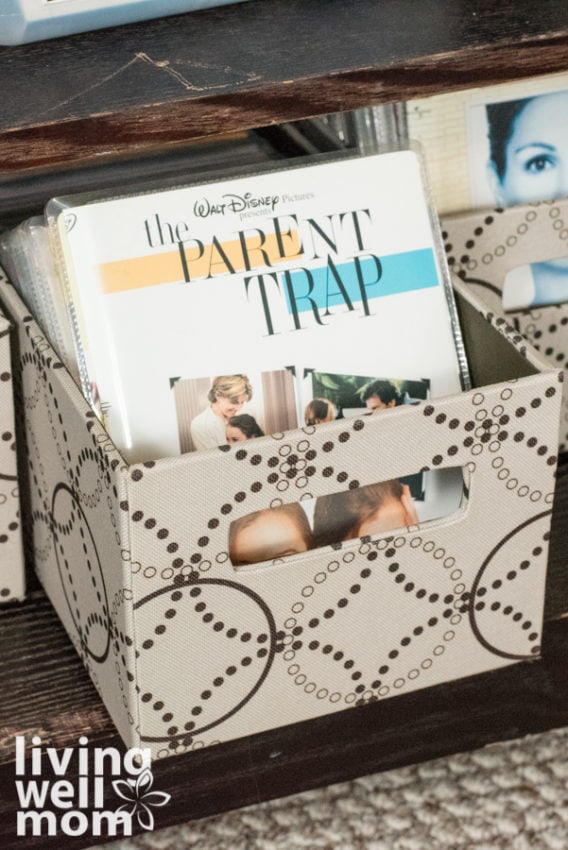 WALT DISNEY Pictures
presents
the
PARENT
TRAP
living
well
mom